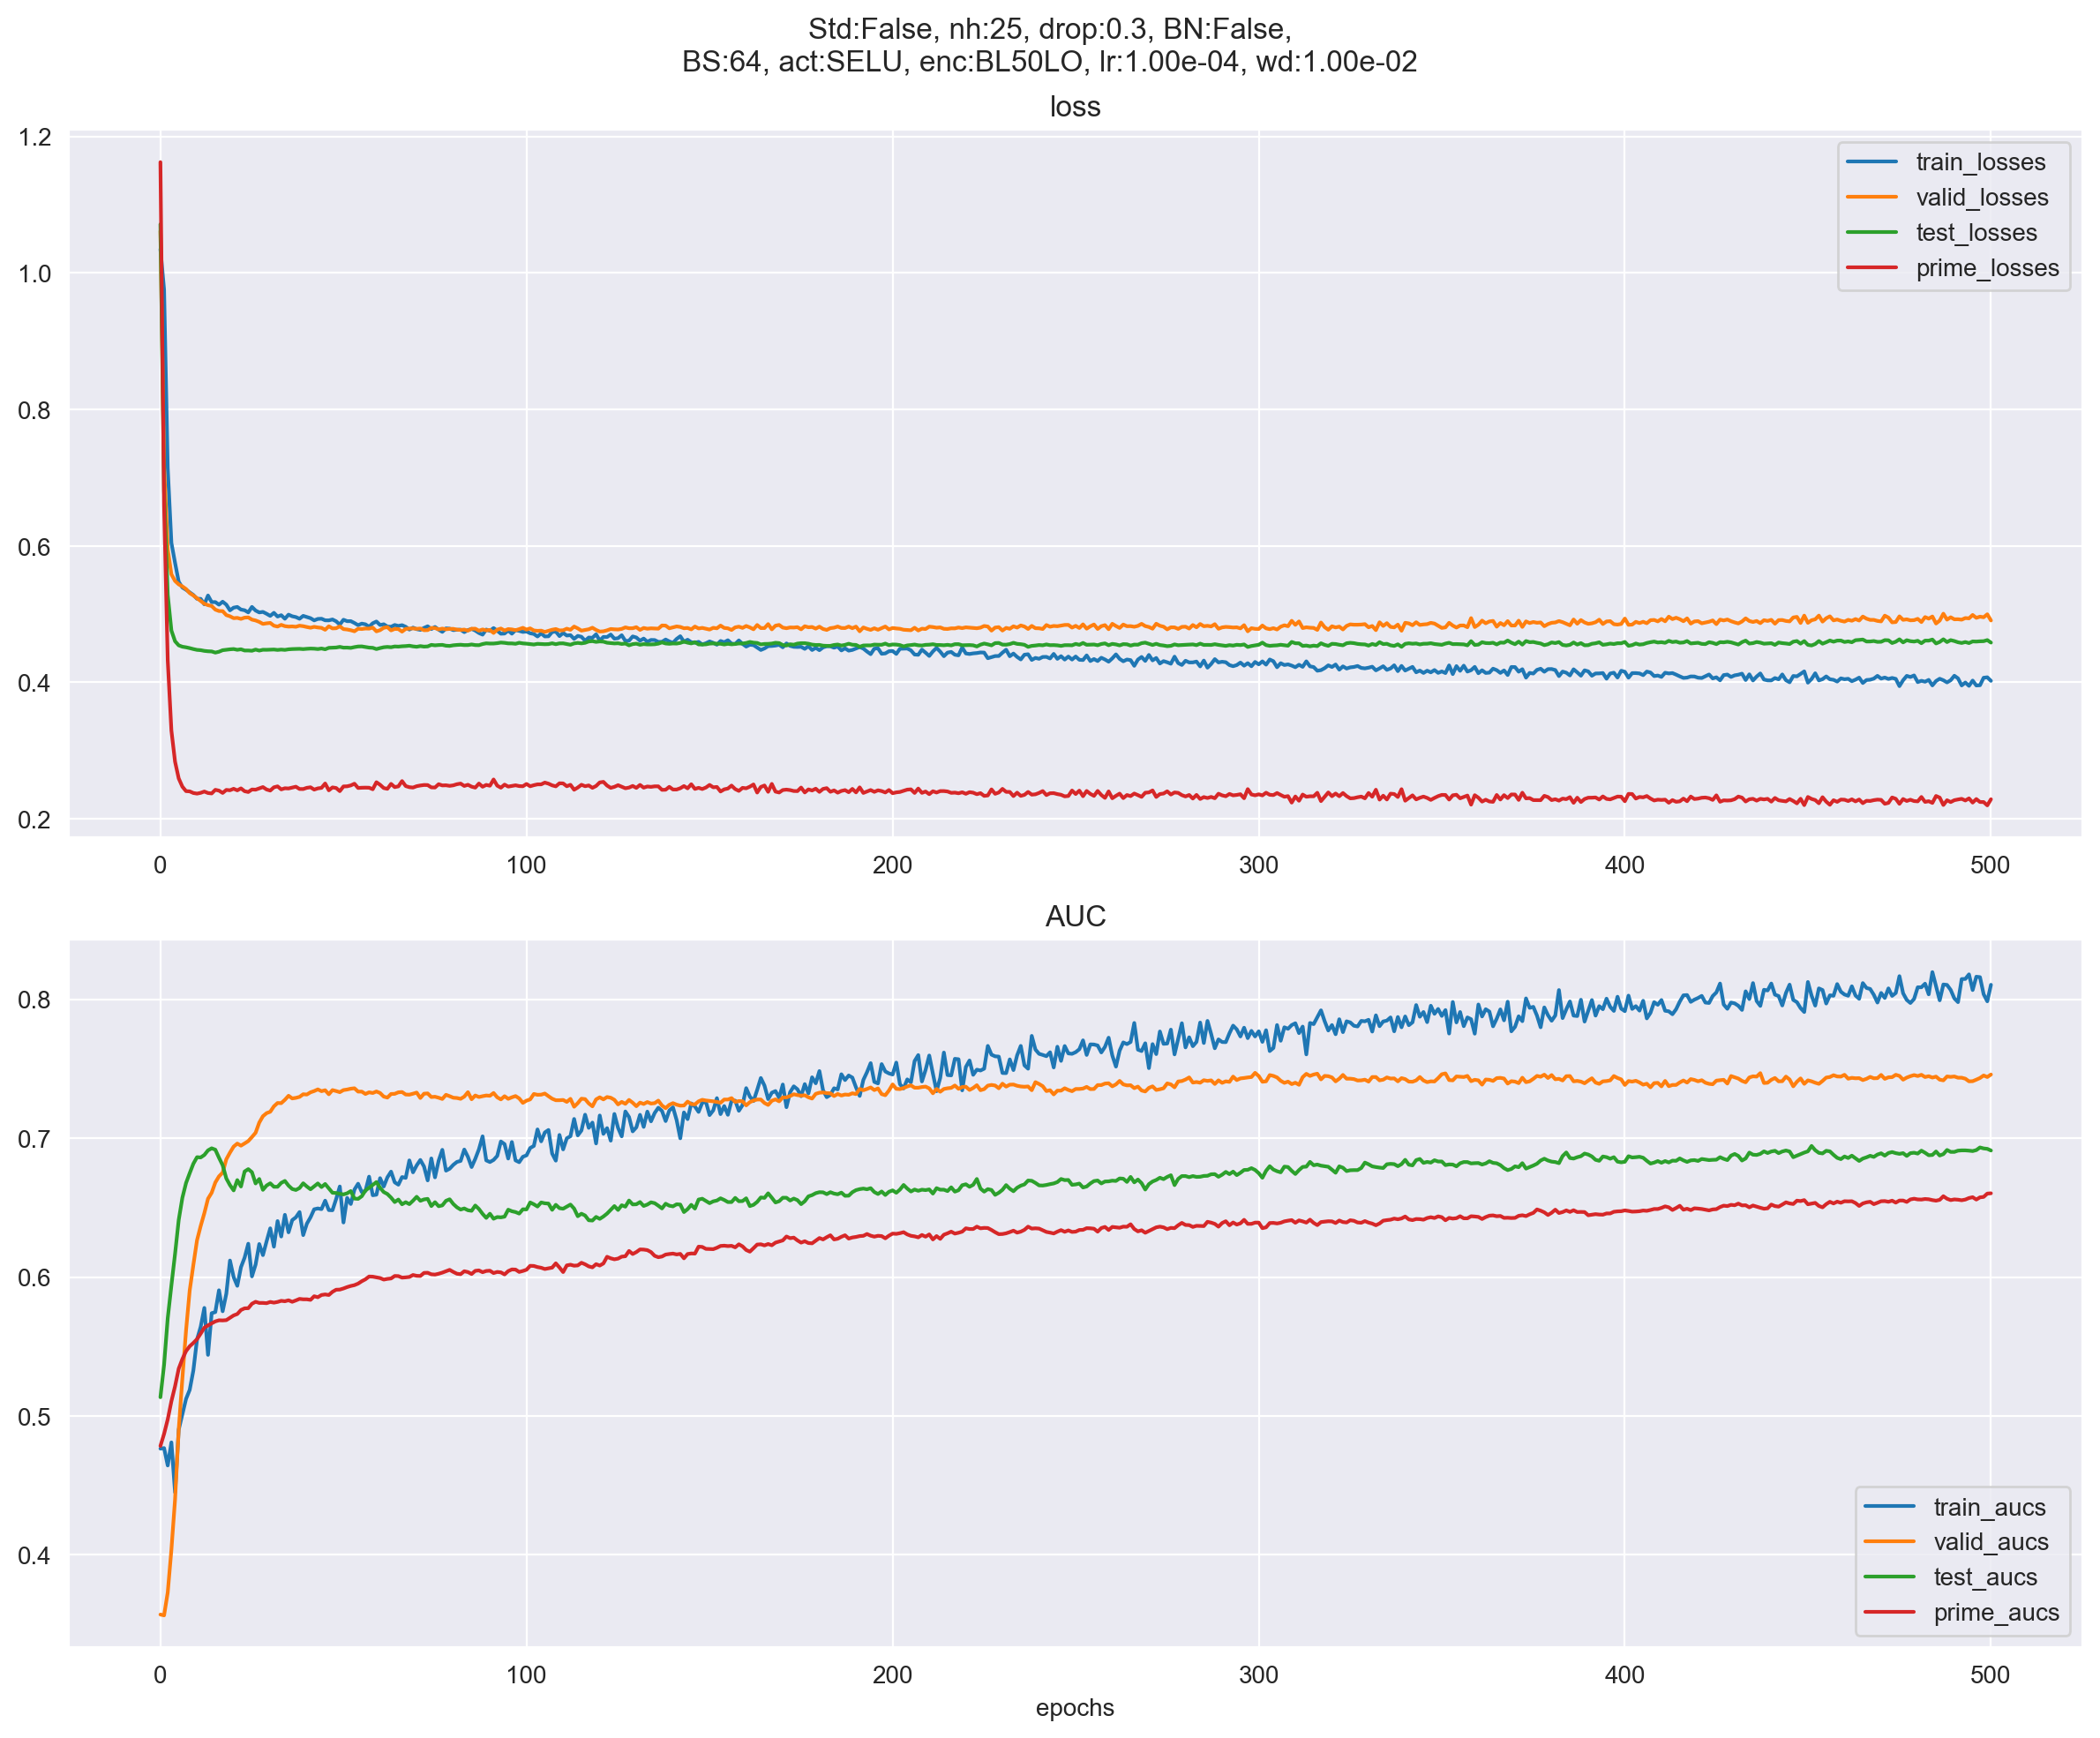 Std:False, nh:25, drop:0.3, BN:False,
BS:64, act:SELU, enc:BL50LO, lr:1.00e-04, wd:1.00e-02
loss
1.2
1.0
0.8
0.6
0.4
0.2
train_losses
valid_losses
test_losses
prime_losses
0 100 200 300 400 500
AUC
0.8
0.7
0.6
0.5
0.4
train_aucs
valid_aucs
test_aucs
prime_aucs
0 100 200 300 400 500
epochs